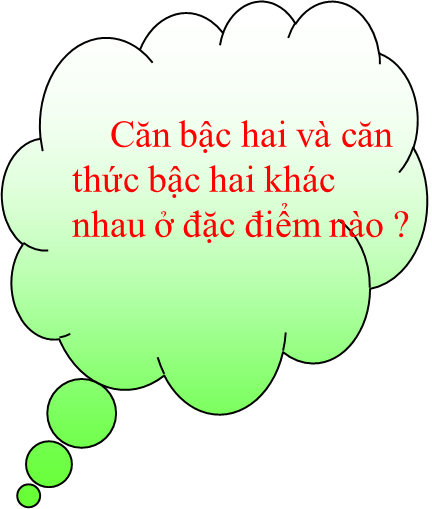 Căn bậc hai và căn
thức bậc hai khác
nhau ở đặc điểm nào ?